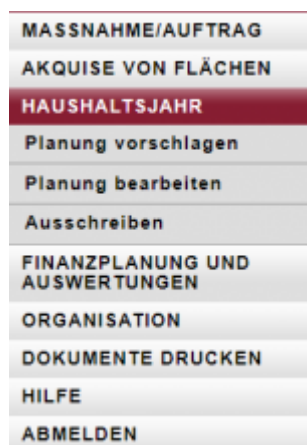 MASSNAHME/AUFTRAG
AKQUISE VON FLÄCHEN
HAUSHALTSJAHR
Planung vorschlagen
Planung bearbeiten
Ausschreiben
FINANZPLANUNG UND
AUSWERTUNGEN
ORGANISATION
DOKUMENTE DRUCKEN
HILFE
ABMELDEN